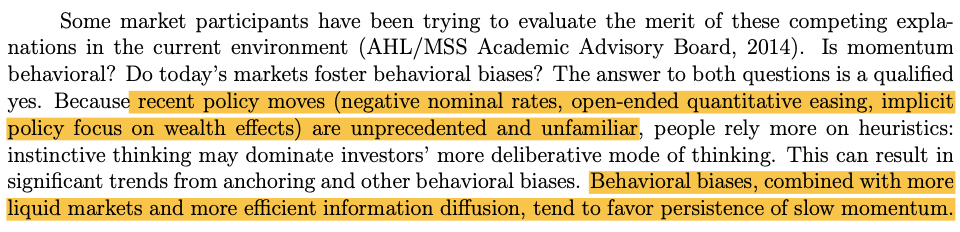 Some market participants have been trying to evaluate the merit of these competing expla-
nations in the current environment (AHL/MSS Academic Advisory Board, 2014). Is momentum
behavioral? Do today's markets foster behavioral biases? The answer to both questions is a qualified
yes. Because recent policy moves (negative nominal rates, open-ended quantitative easing, implicit
policy focus on wealth effects) are unprecedented and unfamiliar, people rely more on heuristics:
instinctive thinking may dominate investors' more deliberative mode of thinking. This can result in
significant trends from anchoring and other behavioral biases. Behavioral biases, combined with more
liquid markets and more efficient information diffusion, tend to favor persistence of slow momentum.